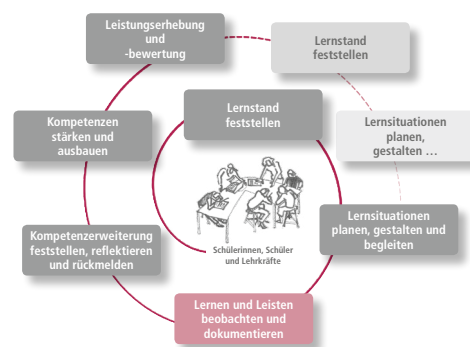 Leistungserhebung
und
-bewertung
Lernstand
feststellen
Lernstand
feststellen
Kompetenzen
stärken und
ausbauen
Lernsituationen
planen,
gestalten ...
Schülerinnen, Schüler
und Lehrkräfte
Lernsituationen
planen, gestalten und
begleiten
Kompetenzerweiterung
feststellen, reflektieren
und rückmelden
Lernen und Leisten
beobachten und
dokumentieren